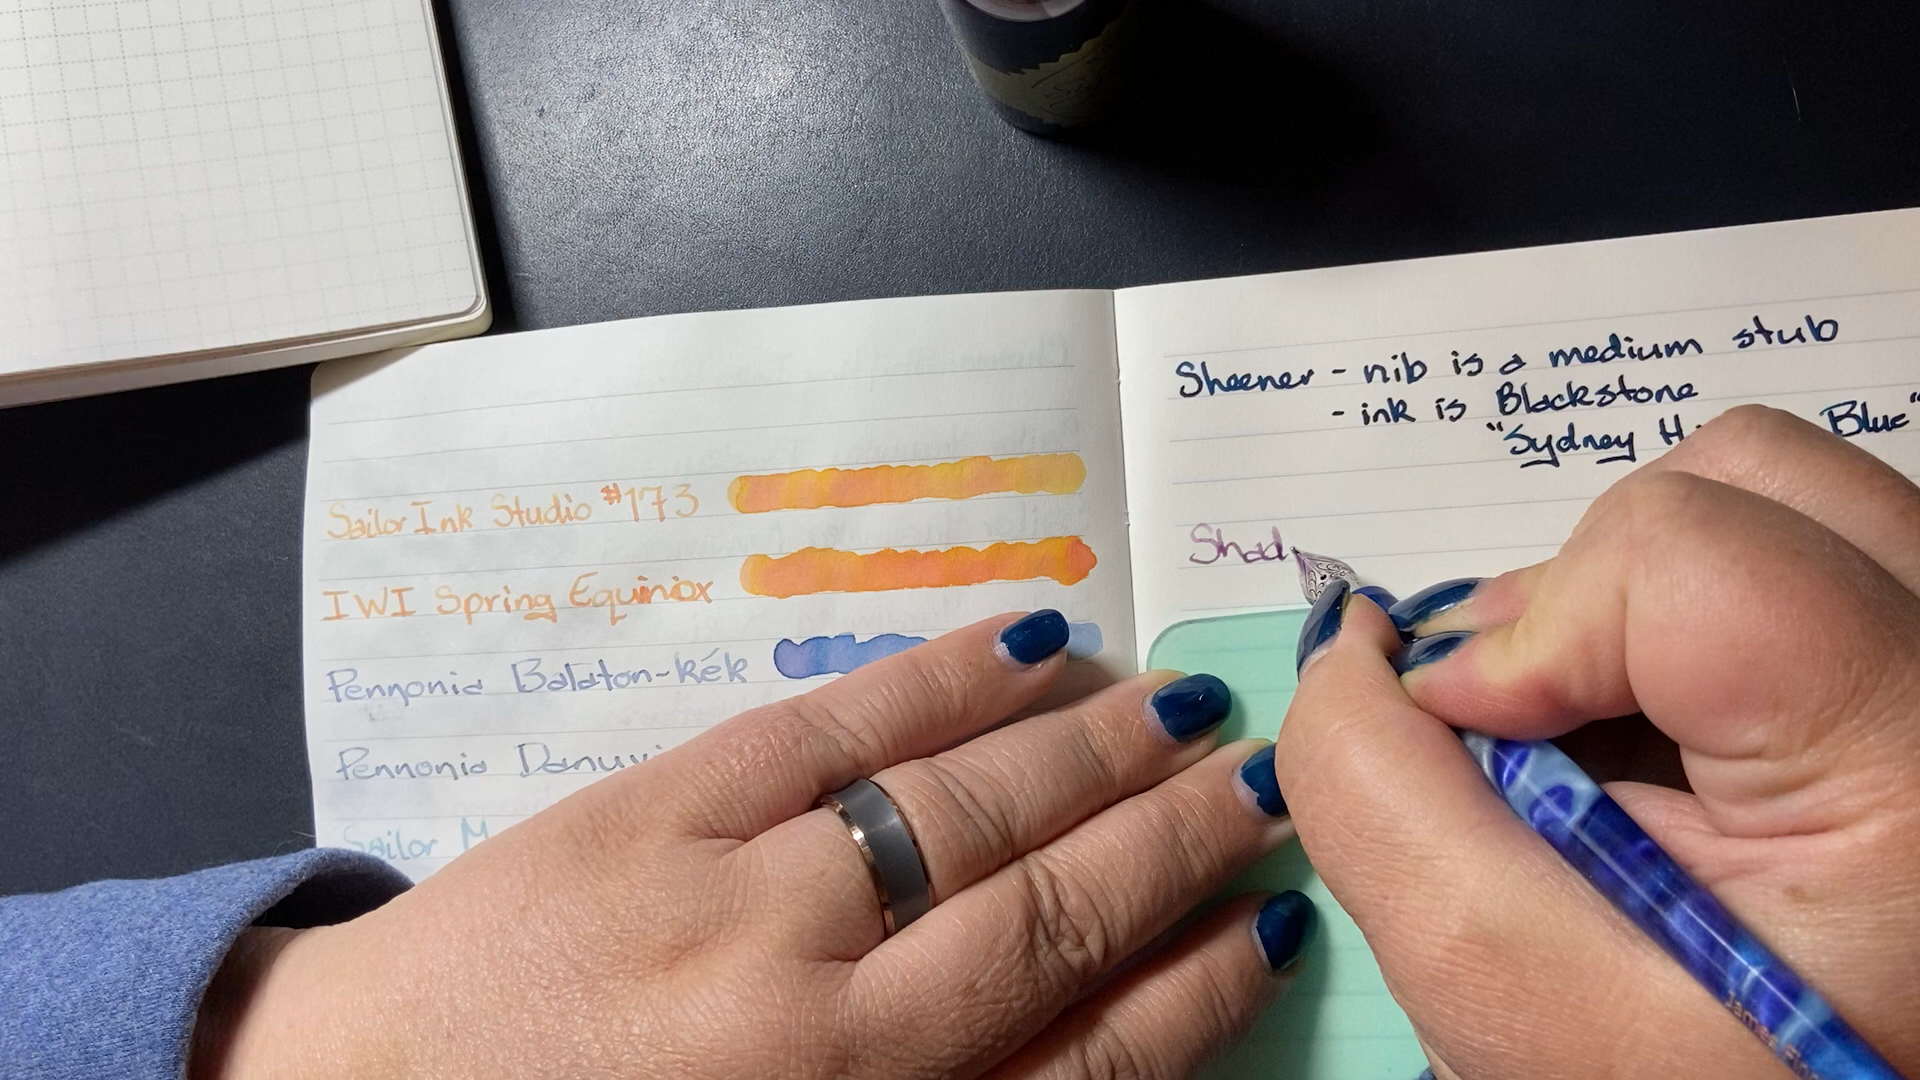 Sailor Ink Studio #173
IWI Spring Equinox
Pennonia Balaton-kék
Pennonia
Sailor
Sheener - nib is a medium stub
- ink is Blackstone
"Sydney Blue"
Shad